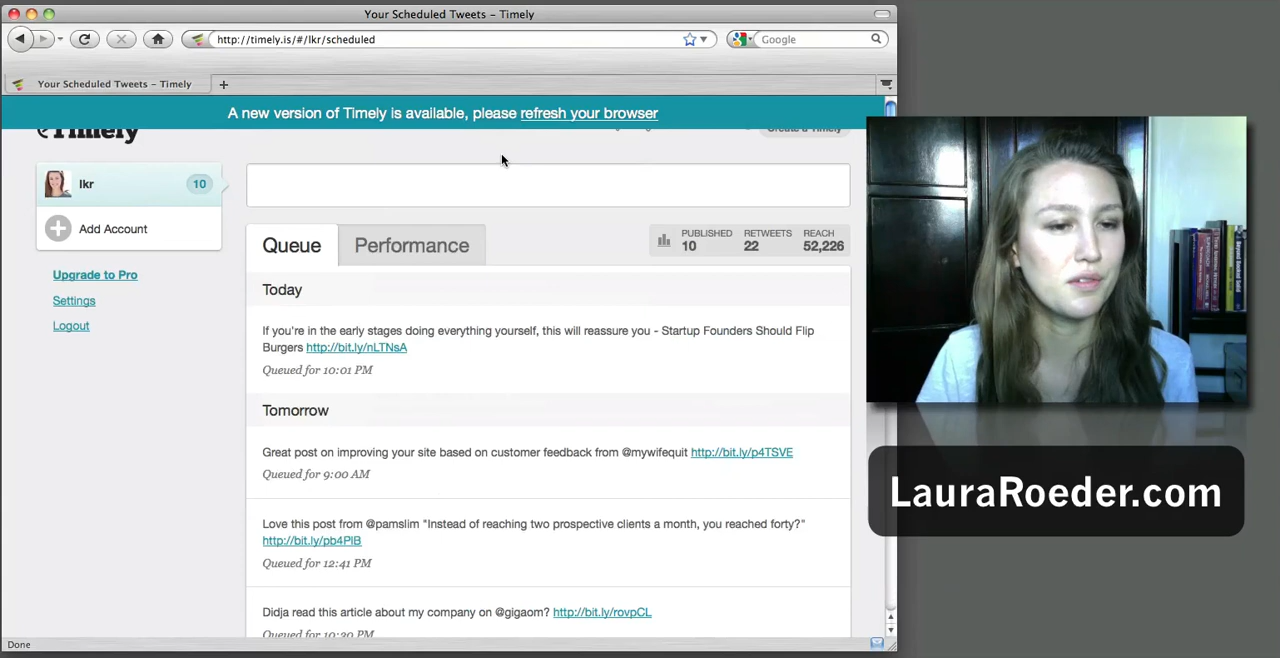 Your Scheduled Tweets – Timely
http://timely.is/#/lkr/scheduled
Google
Your Scheduled Tweets – Timely
A new version of Timely is available, please refresh your browser
Timely
Create a Timely
lkr
10
Add Account
Upgrade to Pro
Settings
Logout
Queue
Performance
PUBLISHED
10
RETWEETS
22
REACH
52,226
Today
If you're in the early stages doing everything yourself, this will reassure you - Startup Founders Should Flip
Burgers http://bit.ly/nLTNsA
Queued for 10:01 PM
Tomorrow
Great post on improving your site based on customer feedback from @mywifequit http://bit.ly/p4TSVE
Queued for 9:00 AM
Love this post from @pamslim "Instead of reaching two prospective clients a month, you reached forty?"
http://bit.ly/pb4PlB
Queued for 12:41 PM
Didja read this article about my company on @gigaom? http://bit.ly/rovpCL
Queued for 10:30 PM
Done
LauraRoeder.com